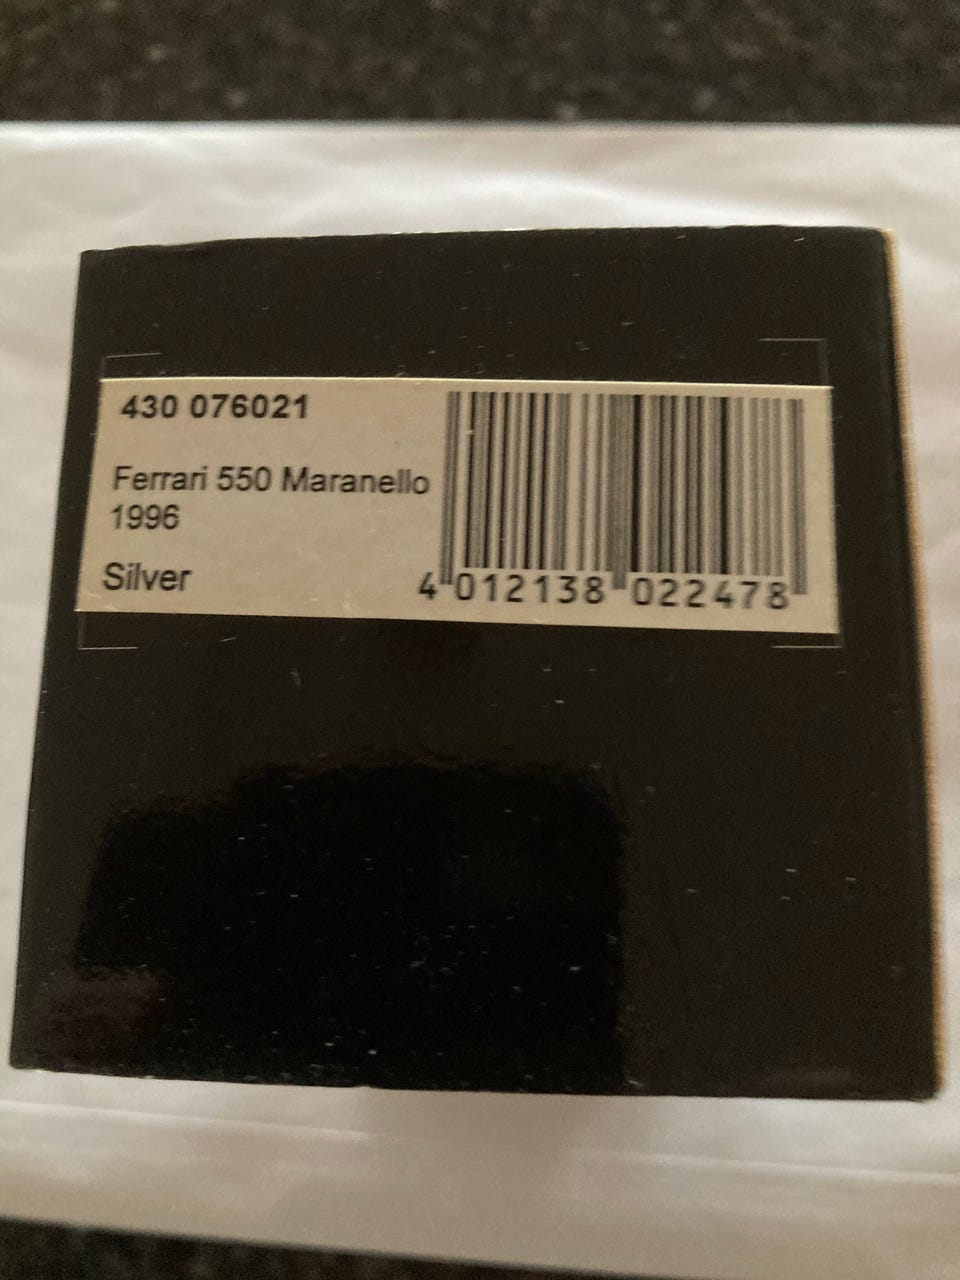 430 076021
Ferrari 550 Maranello
1996
Silver
4 012138 022478